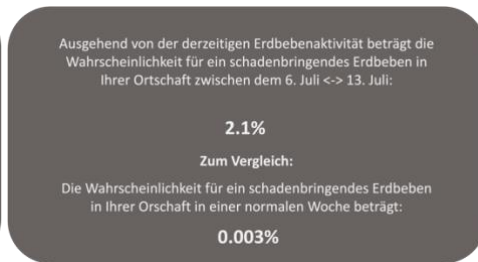 Ausgehend von der derzeitigen Erdbebenaktivität beträgt die
Wahrscheinlichkeit für ein schadenbringendes Erdbeben in
Ihrer Ortschaft zwischen dem 6. Juli <-> 13. Juli:
2.1%
Zum Vergleich:
Die Wahrscheinlichkeit für ein schadenbringendes Erdbeben
in Ihrer Orschaft in einer normalen Woche beträgt:
0.003%